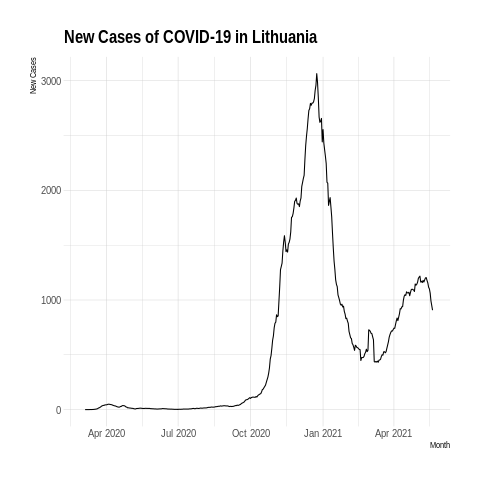 New Cases of COVID-19 in Lithuania
New Cases
3000
2000
1000
0
Apr 2020 Jul 2020 Oct 2020 Jan 2021 Apr 2021
Month